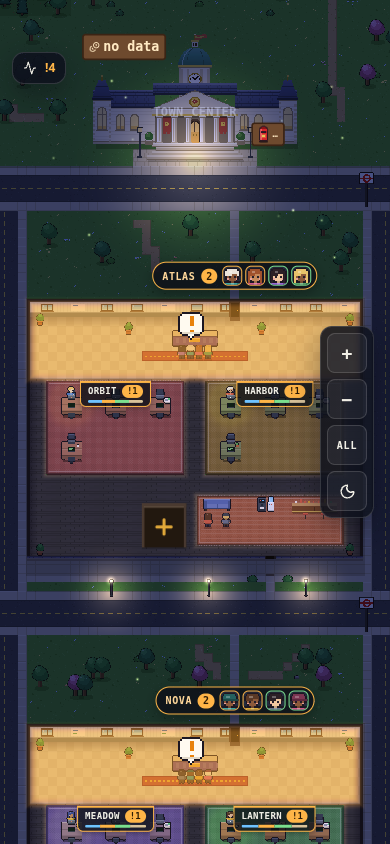 no data
!4
TOWN CENTER
ATLAS 2
ORBIT !1
HARBOR !1
+
−
ALL
+
NOVA 2
MEADOW !1
LANTERN !1